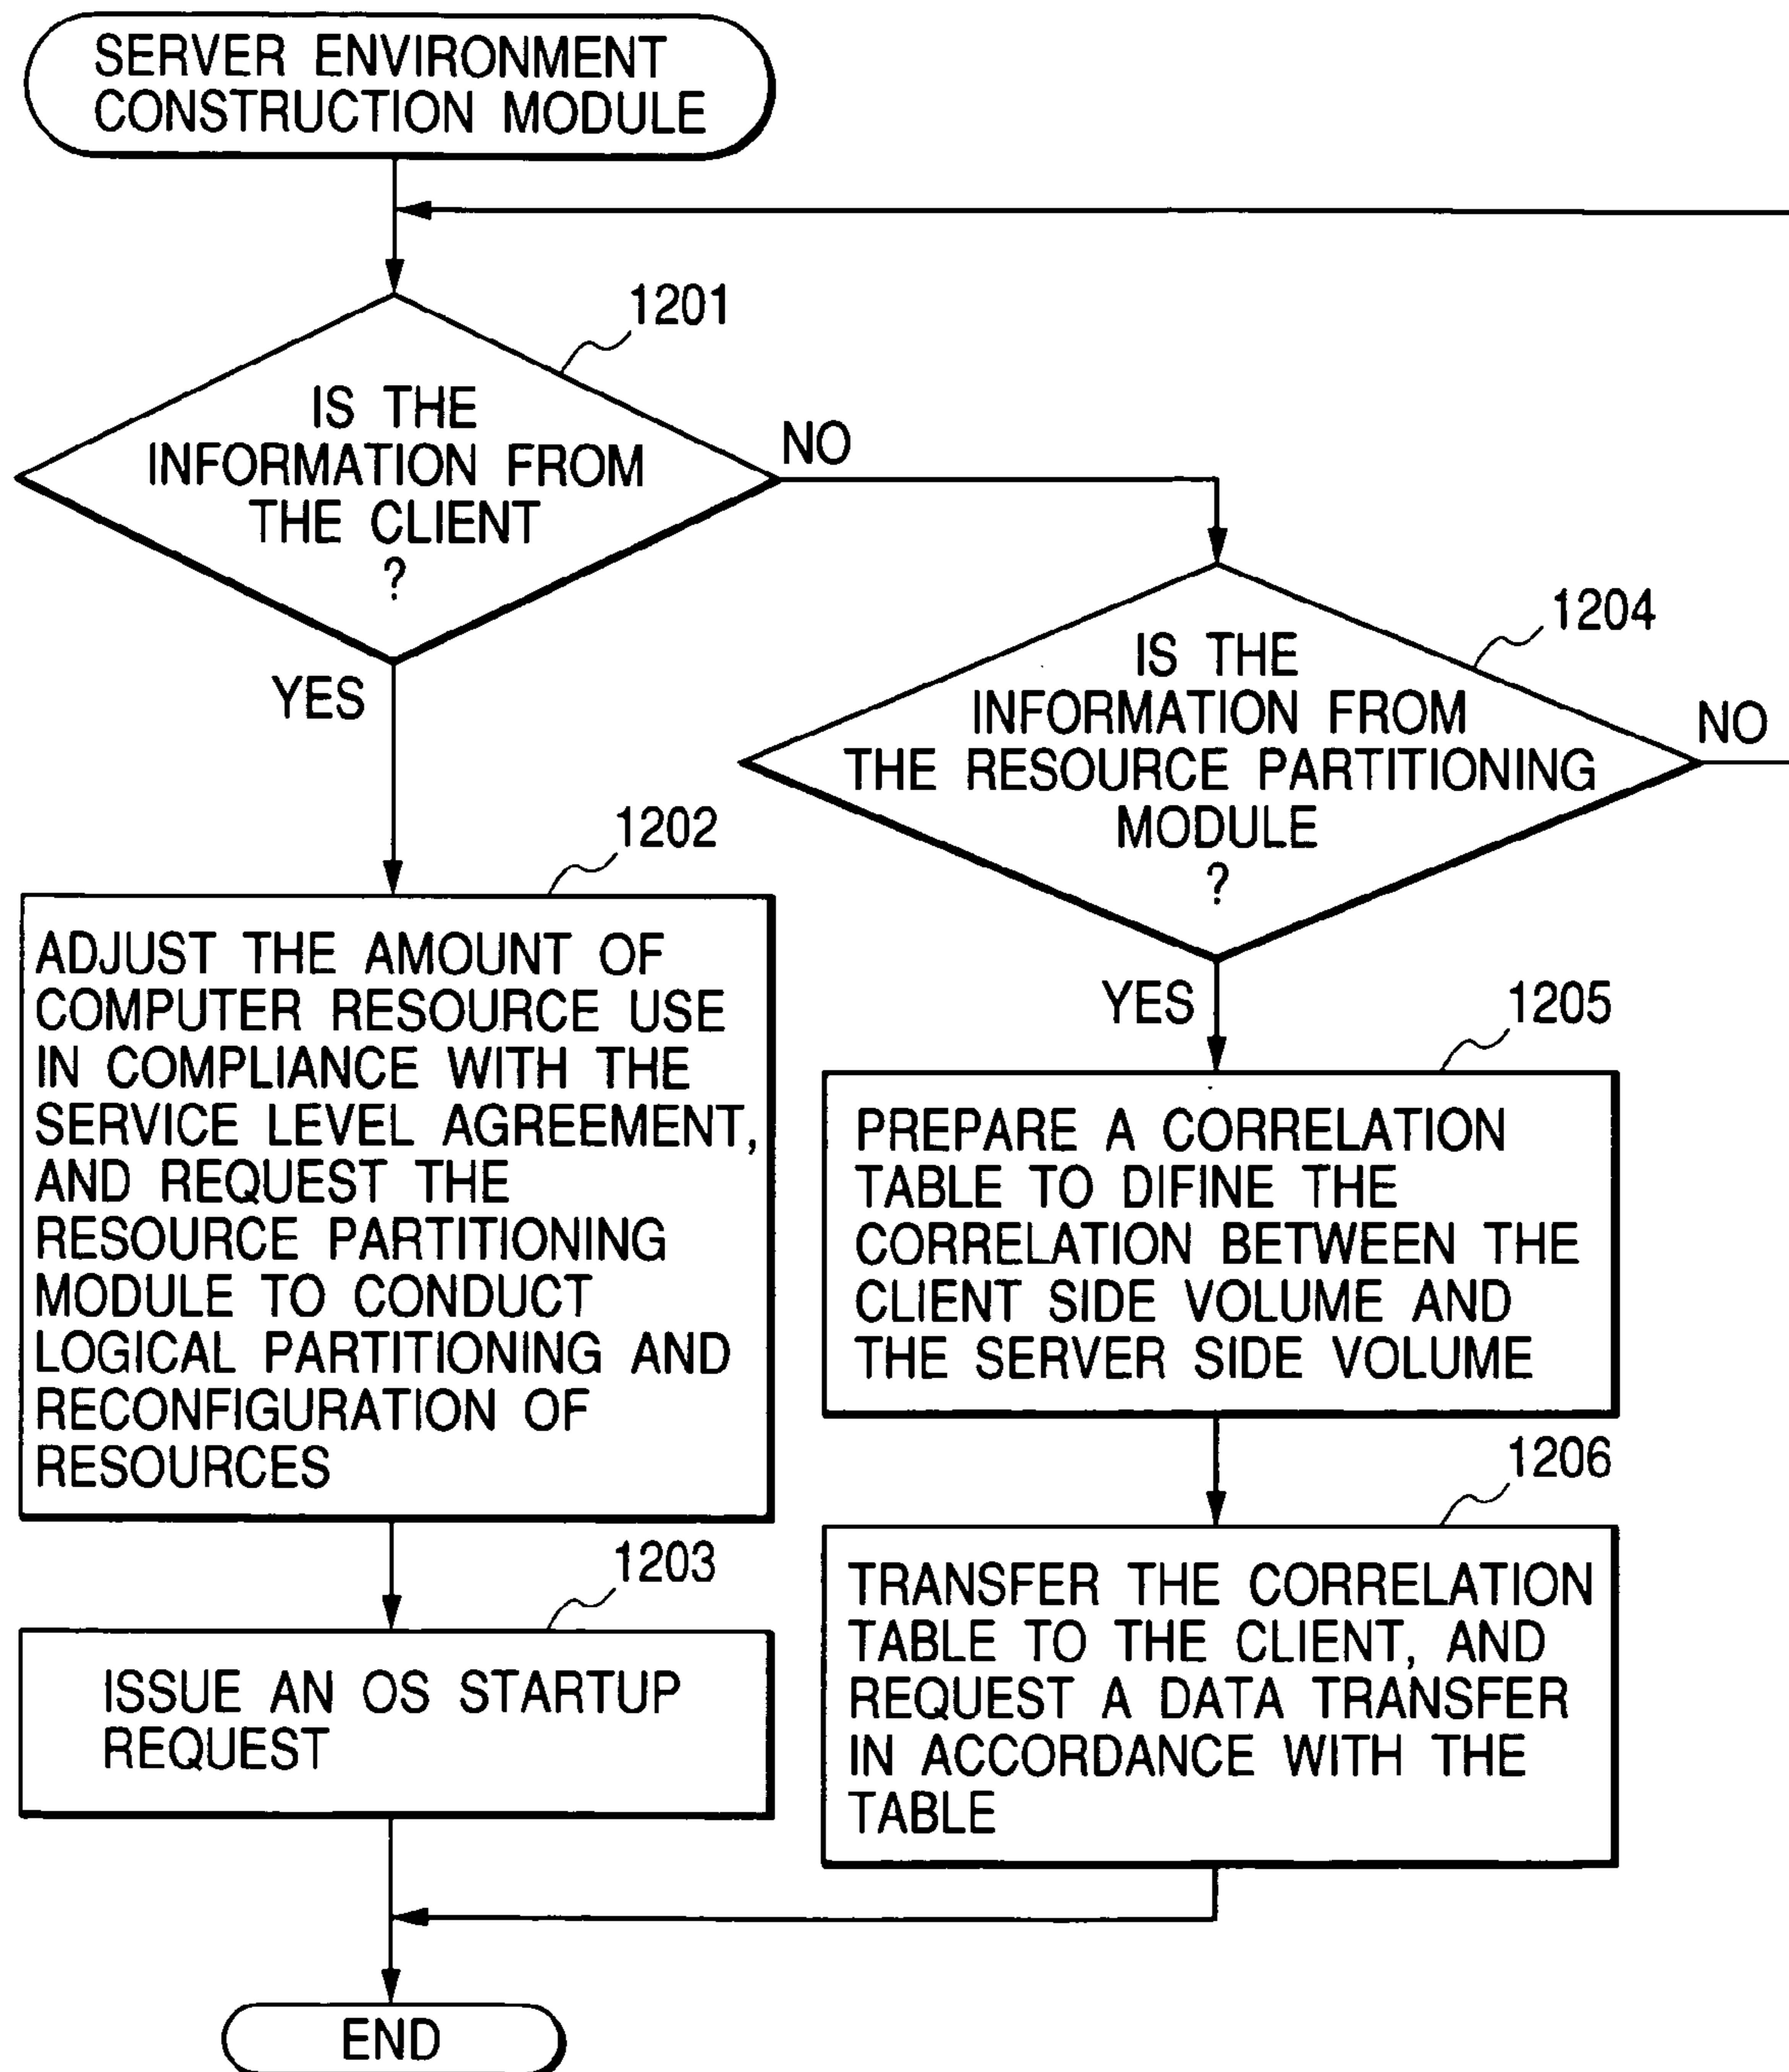 SERVER ENVIRONMENT
CONSTRUCTION MODULE
1201
IS THE
INFORMATION FROM
THE CLIENT
?
NO
YES
1204
IS THE
INFORMATION FROM
THE RESOURCE PARTITIONING
MODULE
?
NO
YES
1202
ADJUST THE AMOUNT OF
COMPUTER RESOURCE USE
IN COMPLIANCE WITH THE
SERVICE LEVEL AGREEMENT,
AND REQUEST THE
RESOURCE PARTITIONING
MODULE TO CONDUCT
LOGICAL PARTITIONING AND
RECONFIGURATION OF
RESOURCES
1203
ISSUE AN OS STARTUP
REQUEST
1205
PREPARE A CORRELATION
TABLE TO DIFINE THE
CORRELATION BETWEEN THE
CLIENT SIDE VOLUME AND
THE SERVER SIDE VOLUME
1206
TRANSFER THE CORRELATION
TABLE TO THE CLIENT, AND
REQUEST A DATA TRANSFER
IN ACCORDANCE WITH THE
TABLE
END